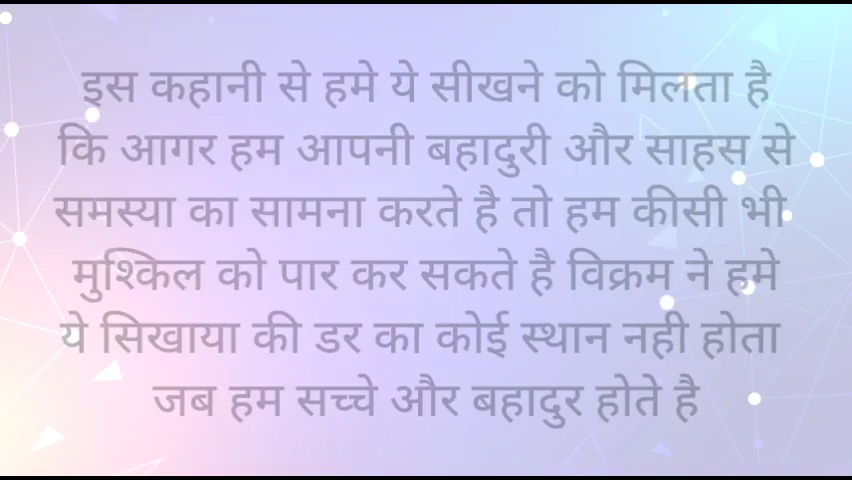 इस कहानी से हमे ये सीखने को मिलता है
कि आगर हम आपनी बहादुरी और साहस से
समस्या का सामना करते है तो हम कीसी भी
मुश्किल को पार कर सकते है विक्रम ने हमे
ये सिखाया की डर का कोई स्थान नही होता
जब हम सच्चे और बहादुर होते है